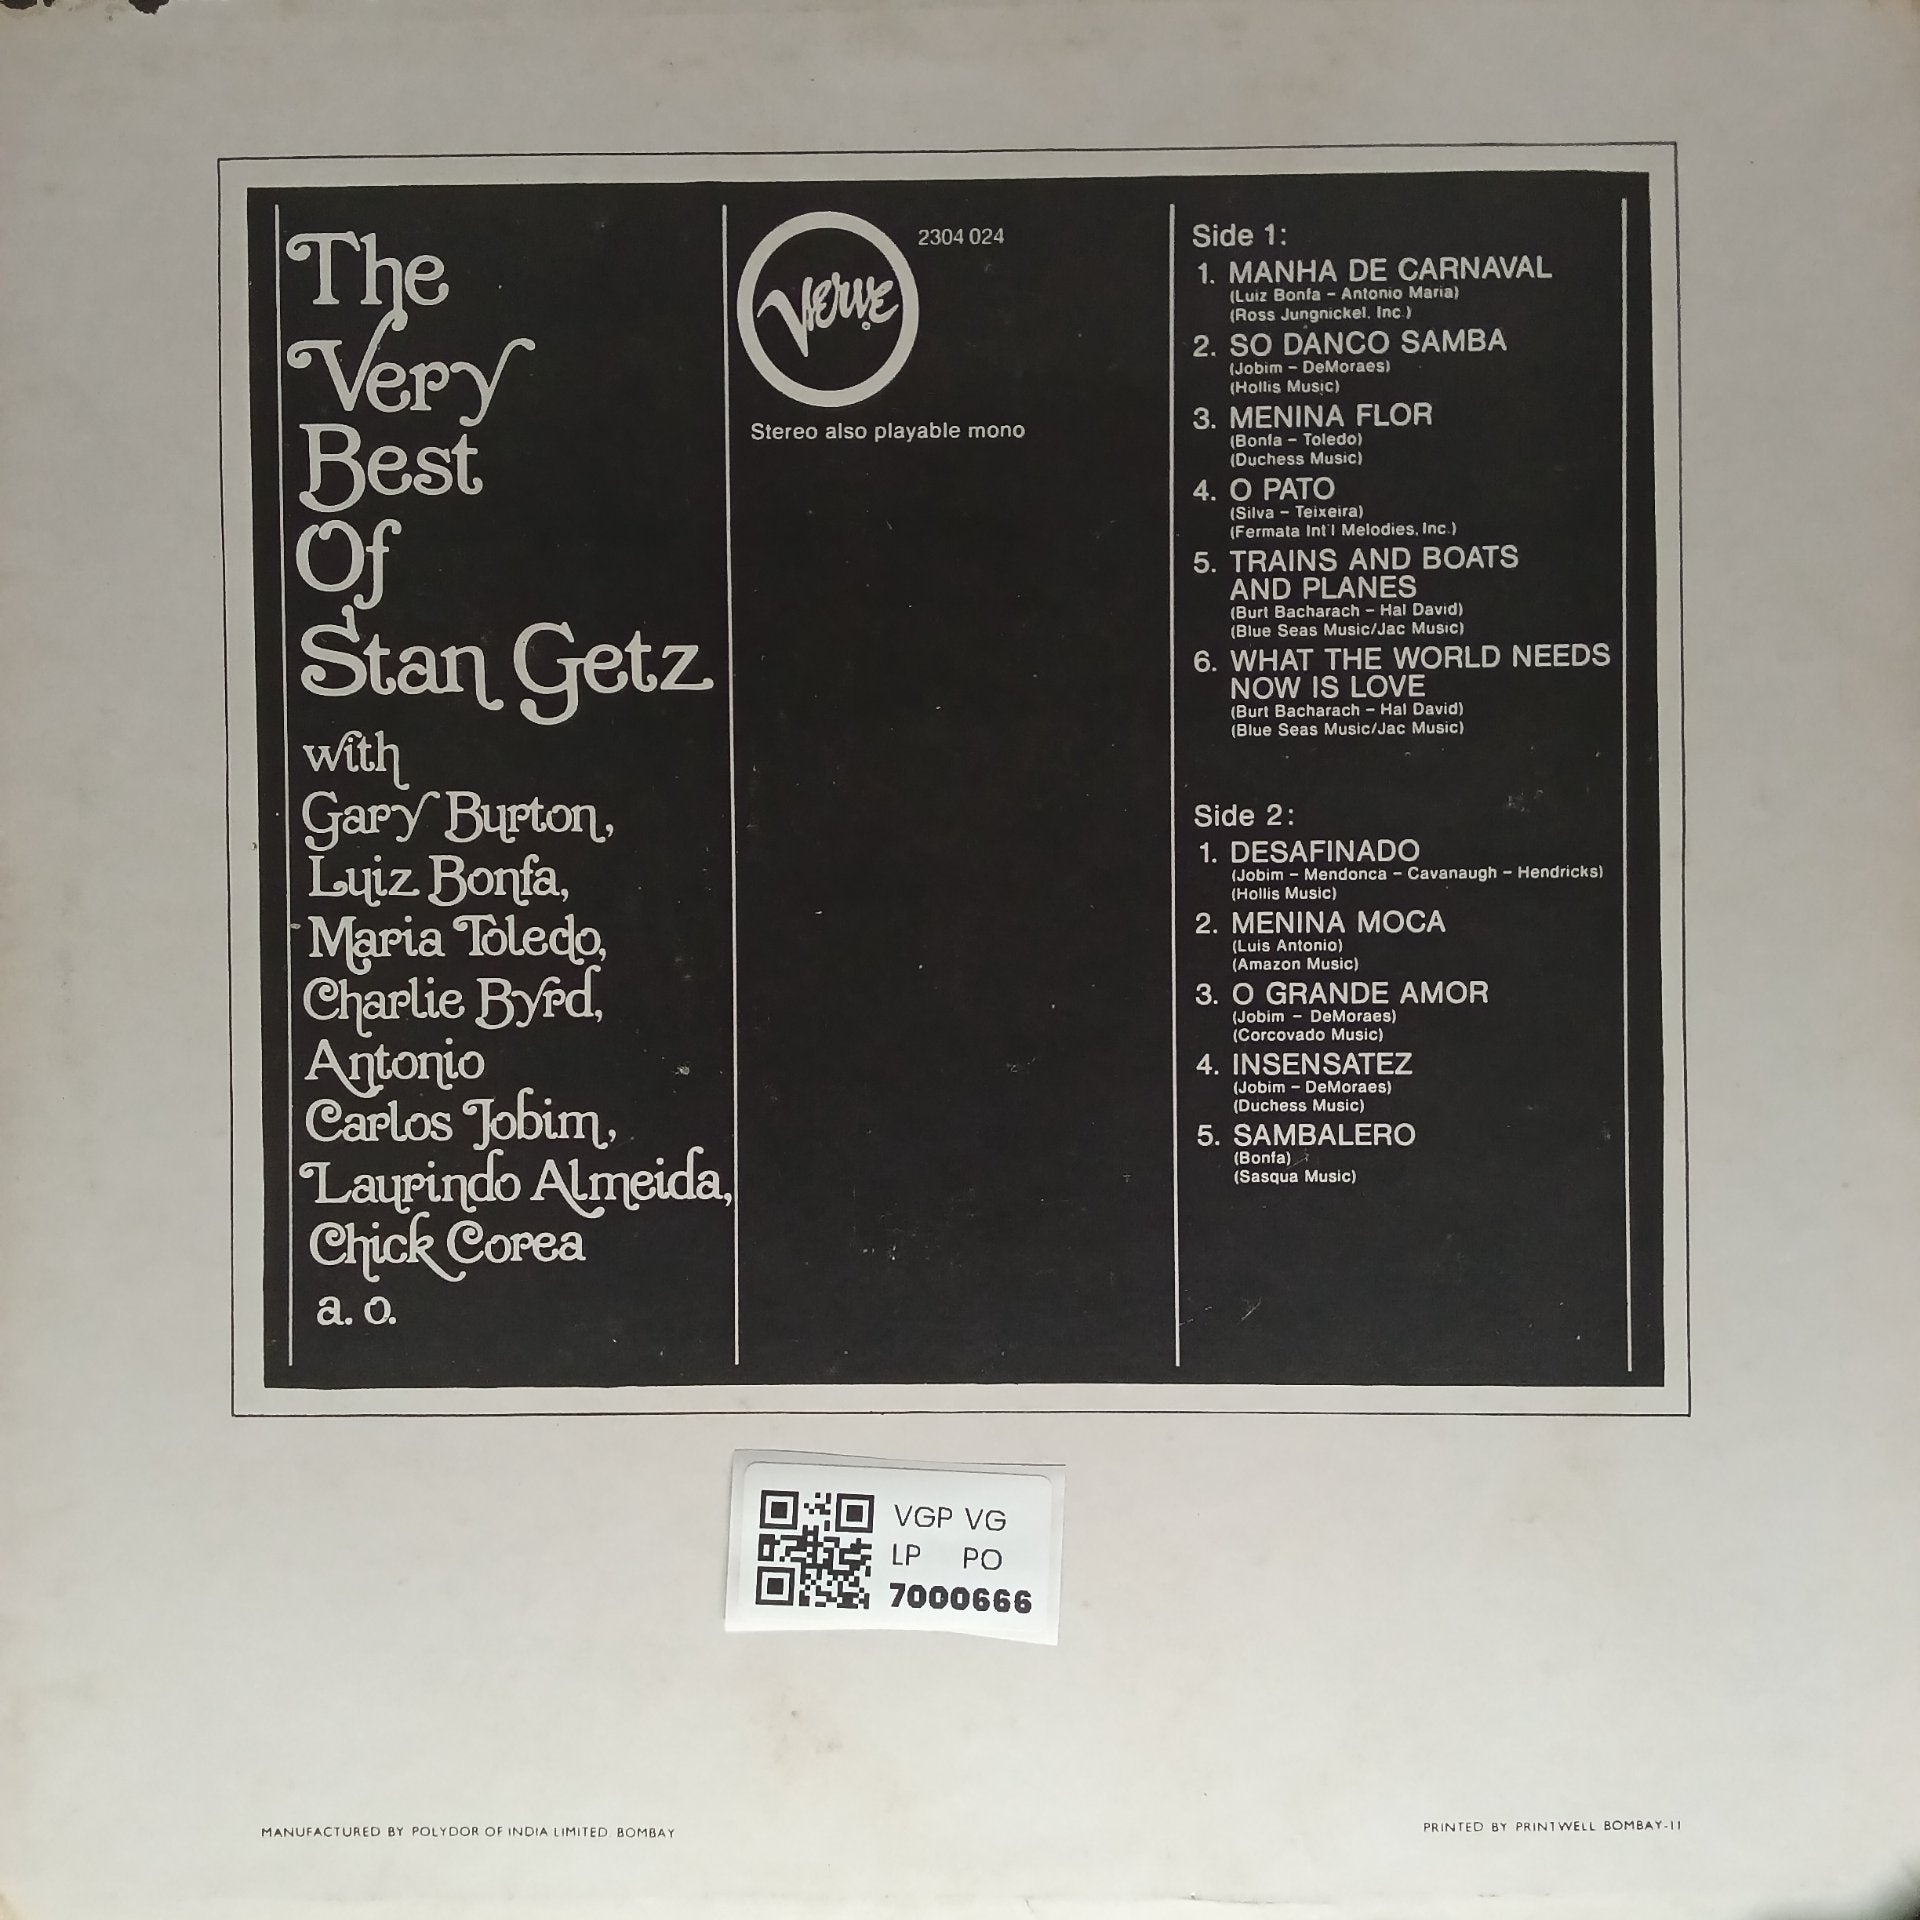 The
Very
Best
Of
Stan Getz
with
Gary Burton,
Luiz Bonfa,
Maria Toledo,
Charlie Byrd,
Antonio
Carlos Jobim,
Laurindo Almeida,
Chick Corea
a. o.
Verve
2304 024
Stereo also playable mono
Side 1:
1. MANHA DE CARNAVAL
(Luiz Bonfa – Antonio Maria)
(Ross Jungnickel, Inc.)
2. SO DANCO SAMBA
(Jobim – DeMoraes)
(Hollis Music)
3. MENINA FLOR
(Bonfa – Toledo)
(Duchess Music)
4. O PATO
(Silva – Teixeira)
(Fermata Int'l Melodies, Inc.)
5. TRAINS AND BOATS
AND PLANES
(Burt Bacharach – Hal David)
(Blue Seas Music/Jac Music)
6. WHAT THE WORLD NEEDS
NOW IS LOVE
(Burt Bacharach – Hal David)
(Blue Seas Music/Jac Music)
Side 2:
1. DESAFINADO
(Jobim – Mendonca – Cavanaugh – Hendricks)
(Hollis Music)
2. MENINA MOCA
(Luis Antonio)
(Amazon Music)
3. O GRANDE AMOR
(Jobim – DeMoraes)
(Corcovado Music)
4. INSENSATEZ
(Jobim – DeMoraes)
(Duchess Music)
5. SAMBALERO
(Bonfa)
(Sasqua Music)
VGP VG
LP PO
7000666
MANUFACTURED BY POLYDOR OF INDIA LIMITED. BOMBAY
PRINTED BY PRINTWELL BOMBAY-11